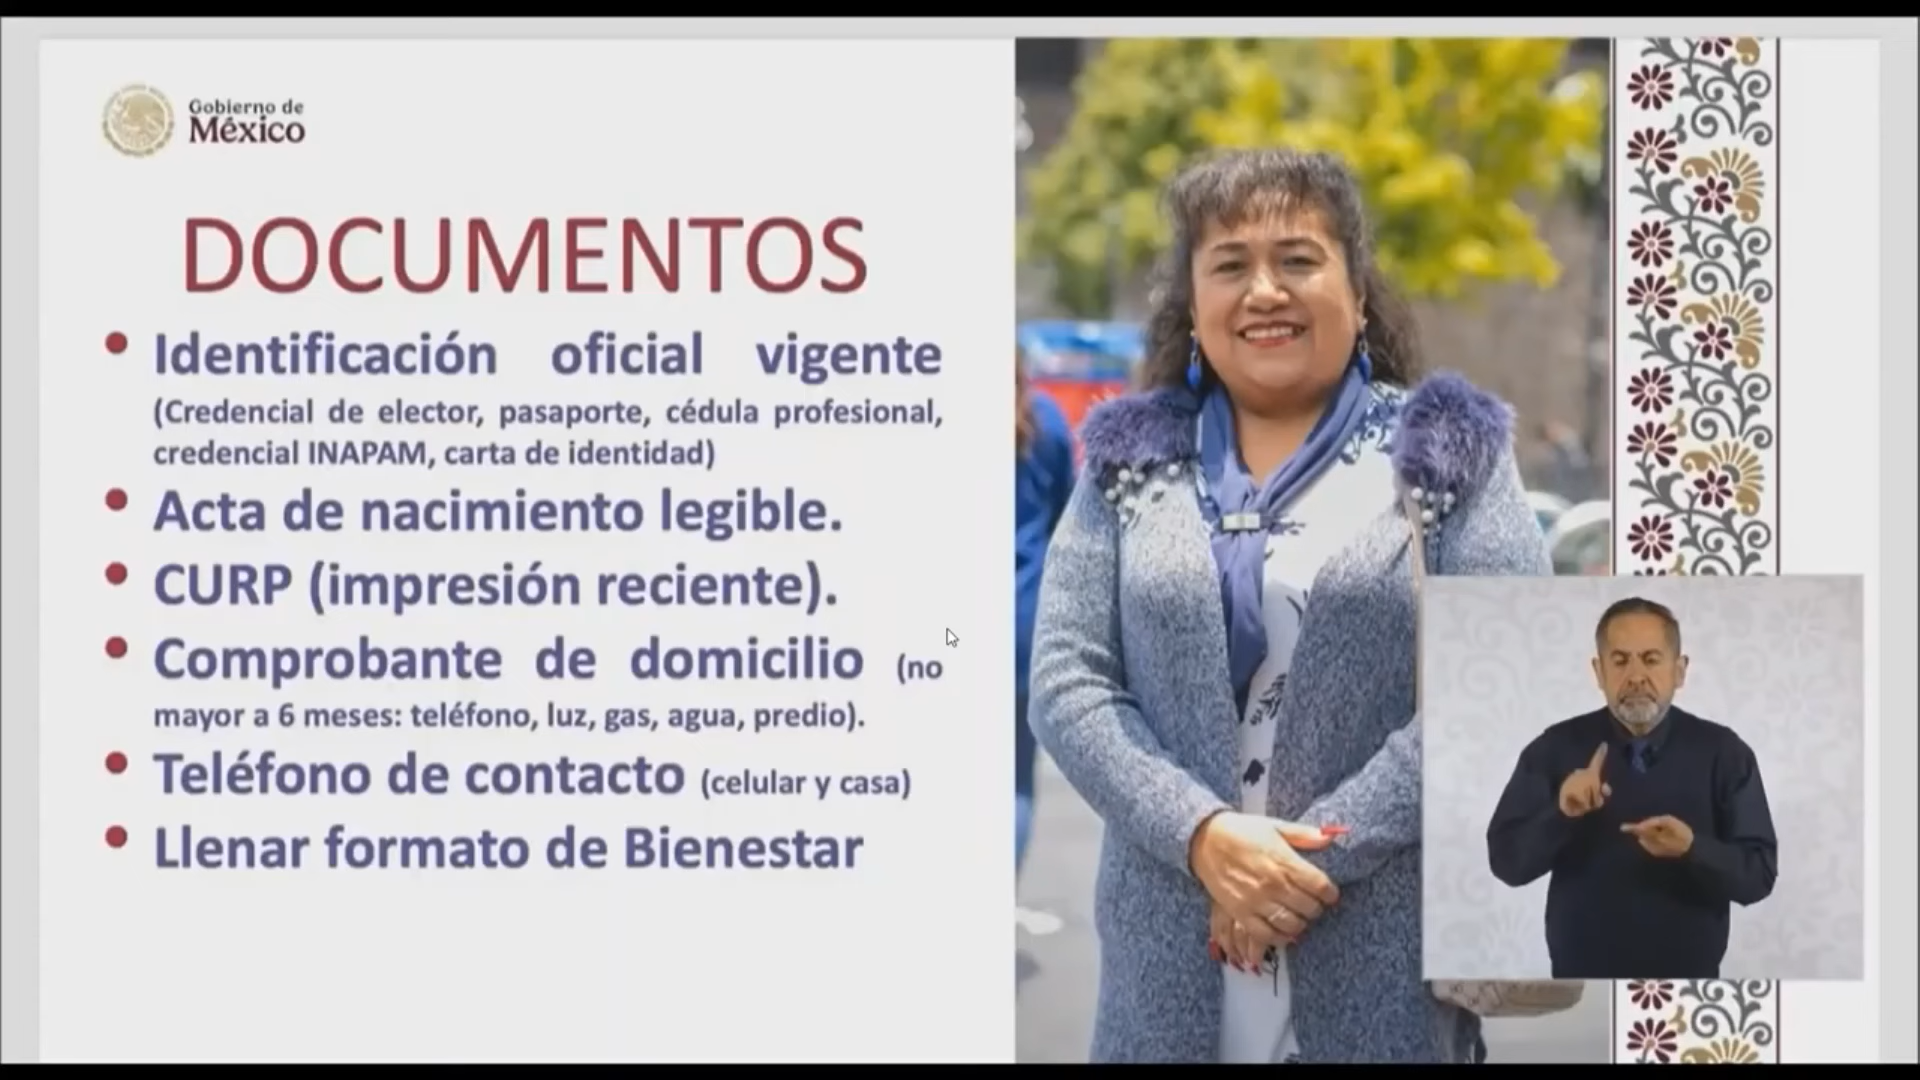 Gobierno de
México
DOCUMENTOS
• Identificación oficial vigente
(Credencial de elector, pasaporte, cédula profesional,
credencial INAPAM, carta de identidad)
• Acta de nacimiento legible.
• CURP (impresión reciente).
• Comprobante de domicilio (no
mayor a 6 meses: teléfono, luz, gas, agua, predio).
• Teléfono de contacto (celular y casa)
• Llenar formato de Bienestar